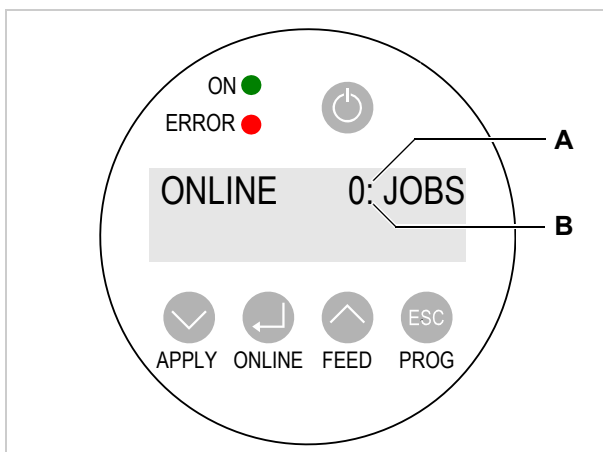 ON
ERROR
A
ONLINE 0: JOBS
B
ESC
APPLY ONLINE FEED PROG